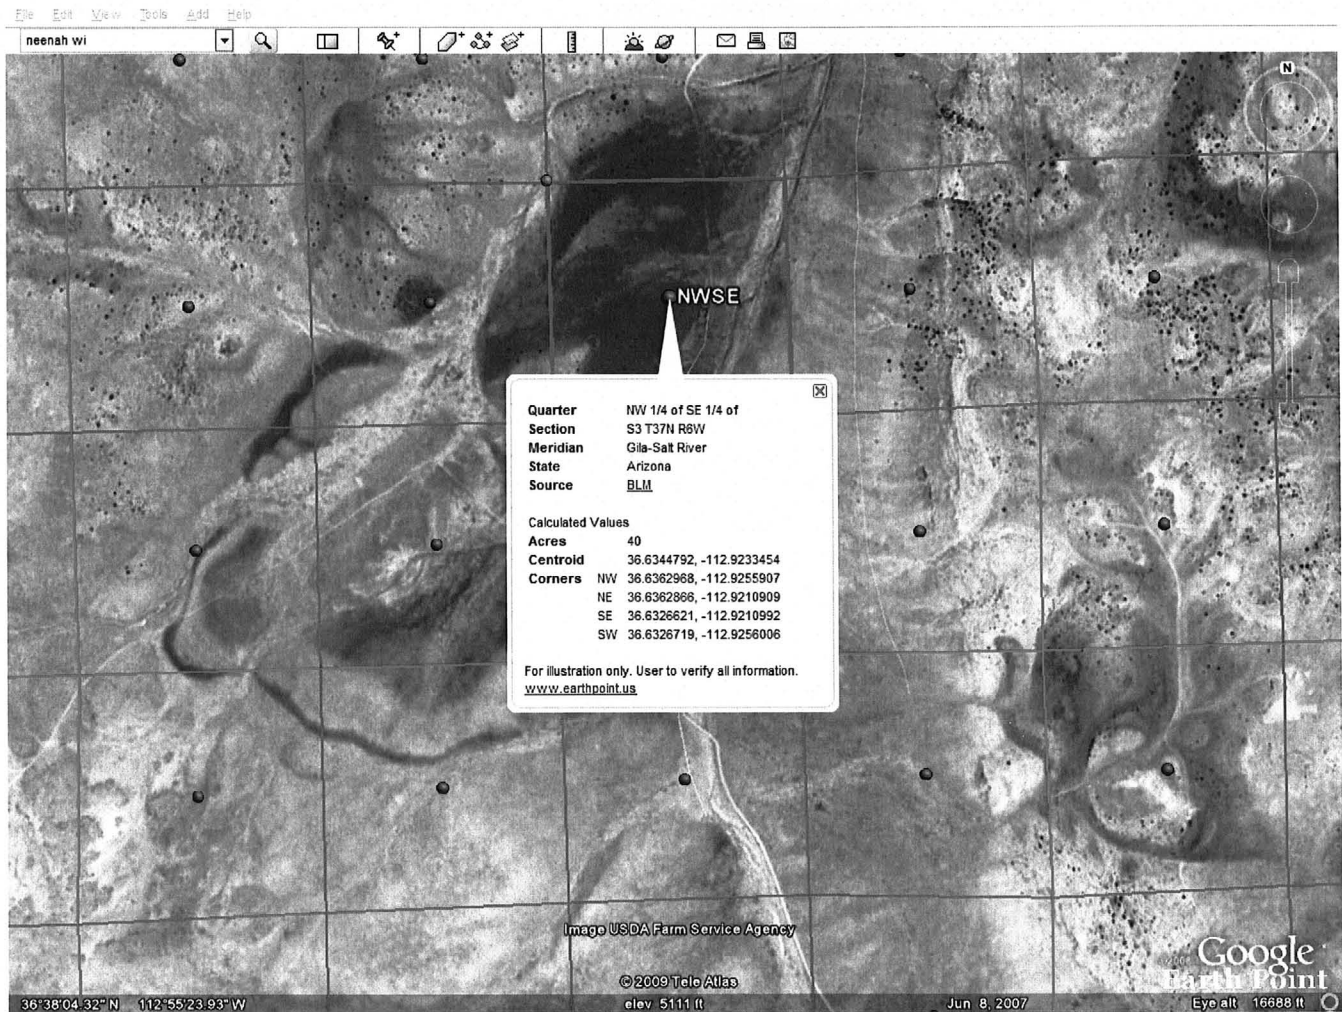 File Edit View Tools Add Help
neenah wi
N
NWSE
Quarter NW 1/4 of SE 1/4 of
Section S3 T37N R6W
Meridian Gila-Salt River
State Arizona
Source BLM
Calculated Values
Acres 40
Centroid 36.6344792, -112.9233454
Corners NW 36.6362968, -112.9255907
NE 36.6362866, -112.9210909
SE 36.6326621, -112.9210992
SW 36.6326719, -112.9256006
For illustration only. User to verify all information.
www.earthpoint.us
Image USDA Farm Service Agency
© 2009 Tele Atlas
Google
Earth Point
36°38'04.32" N 112°55'23.93" W elev 5111 ft Jun 8, 2007 Eye alt 16688 ft